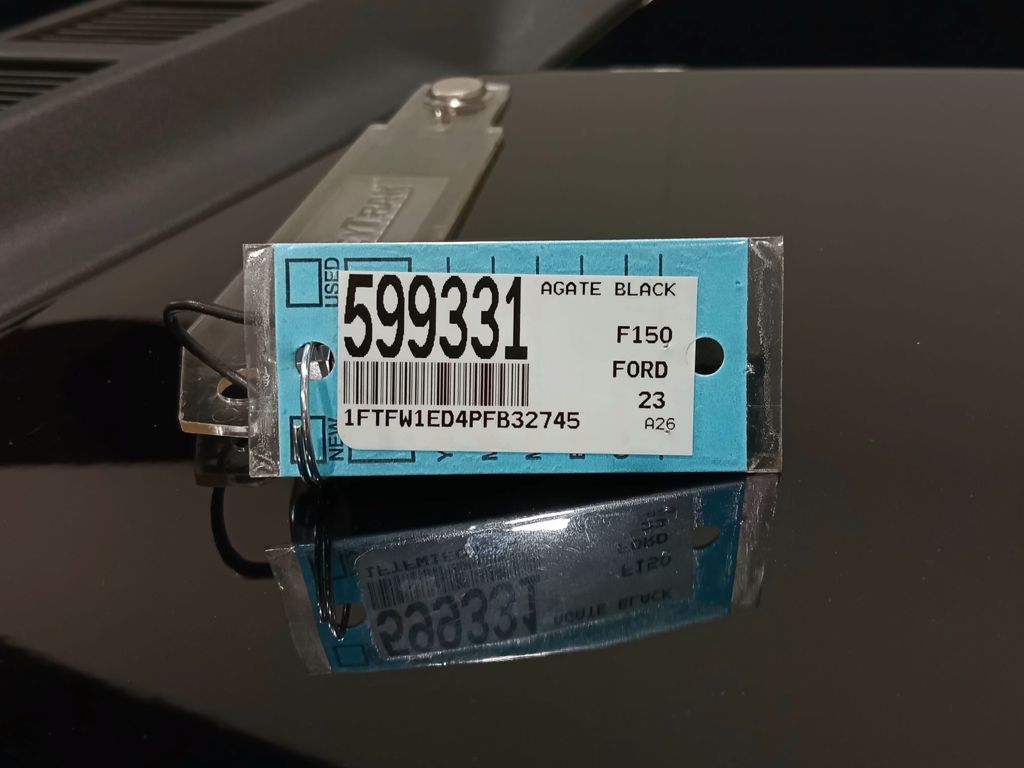 USED
599331
AGATE BLACK
F150
FORD
23
1FTFW1ED4PFB32745
A26
NEW